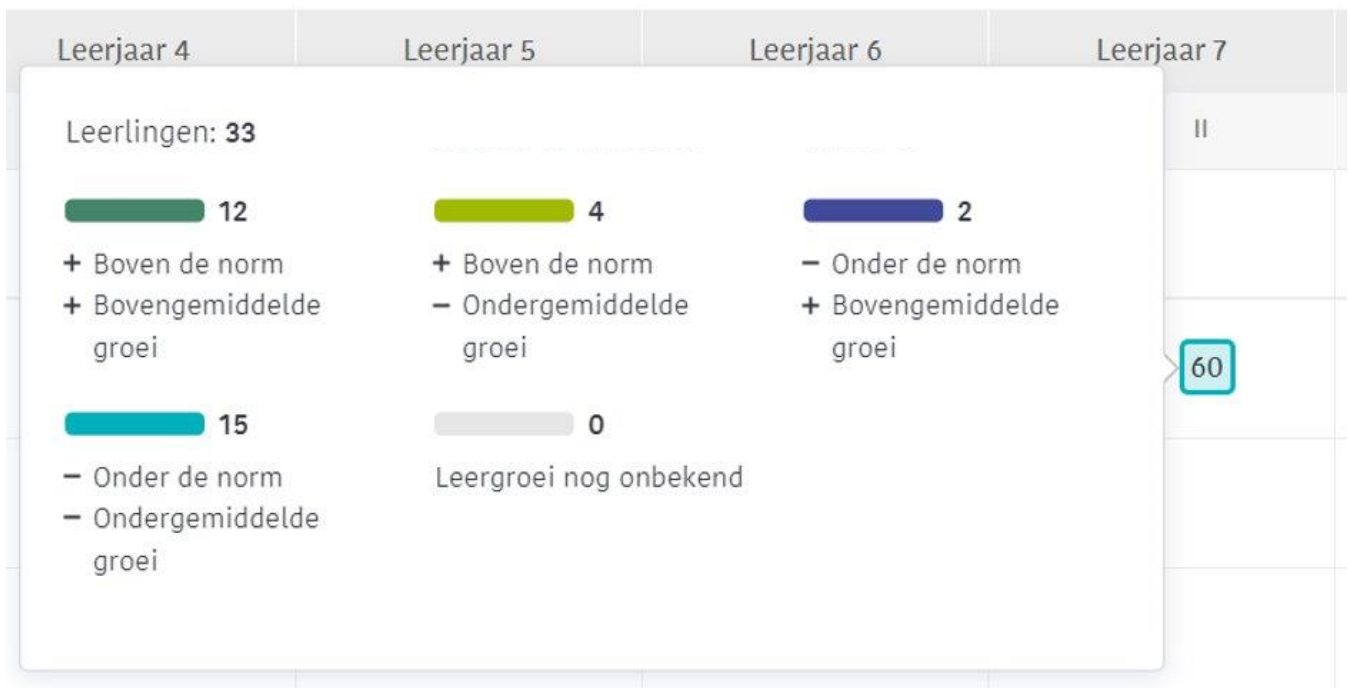 Leerjaar 4 Leerjaar 5 Leerjaar 6 Leerjaar 7
II
Leerlingen: 33
12
+ Boven de norm
+ Bovengemiddelde
groei
4
+ Boven de norm
− Ondergemiddelde
groei
2
− Onder de norm
+ Bovengemiddelde
groei
60
15
− Onder de norm
− Ondergemiddelde
groei
0
Leergroei nog onbekend